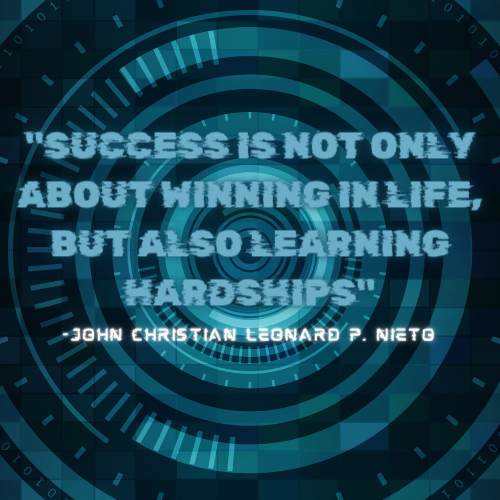 "SUCCESS IS NOT ONLY
ABOUT WINNING IN LIFE,
BUT ALSO LEARNING
HARDSHIPS"
-JOHN CHRISTIAN LEONARD P. NIETO